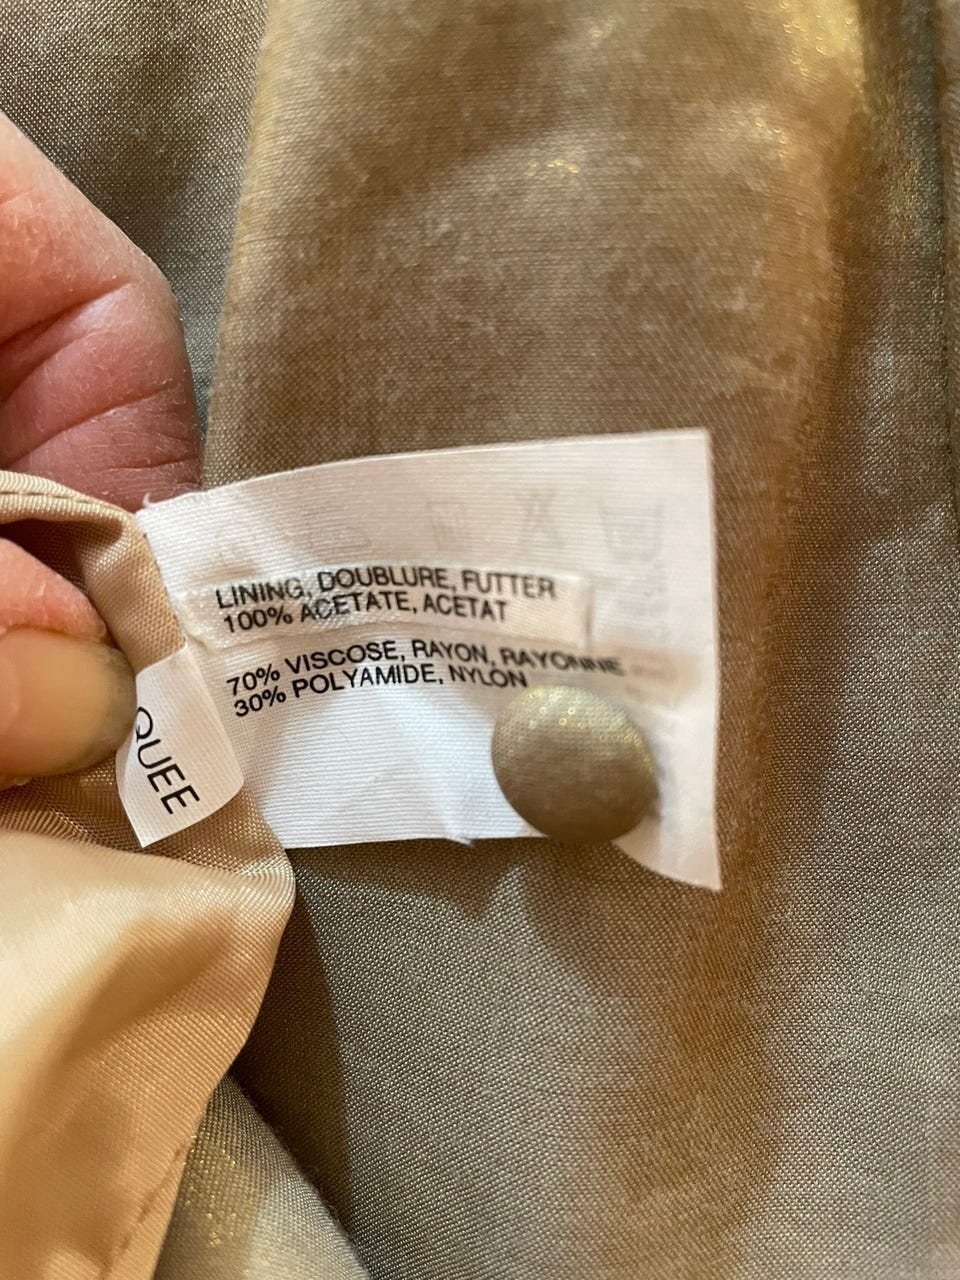 LINING, DOUBLURE, FUTTER
100% ACETATE, ACETAT
70% VISCOSE, RAYON, RAYONNE
30% POLYAMIDE, NYLON
QUEE